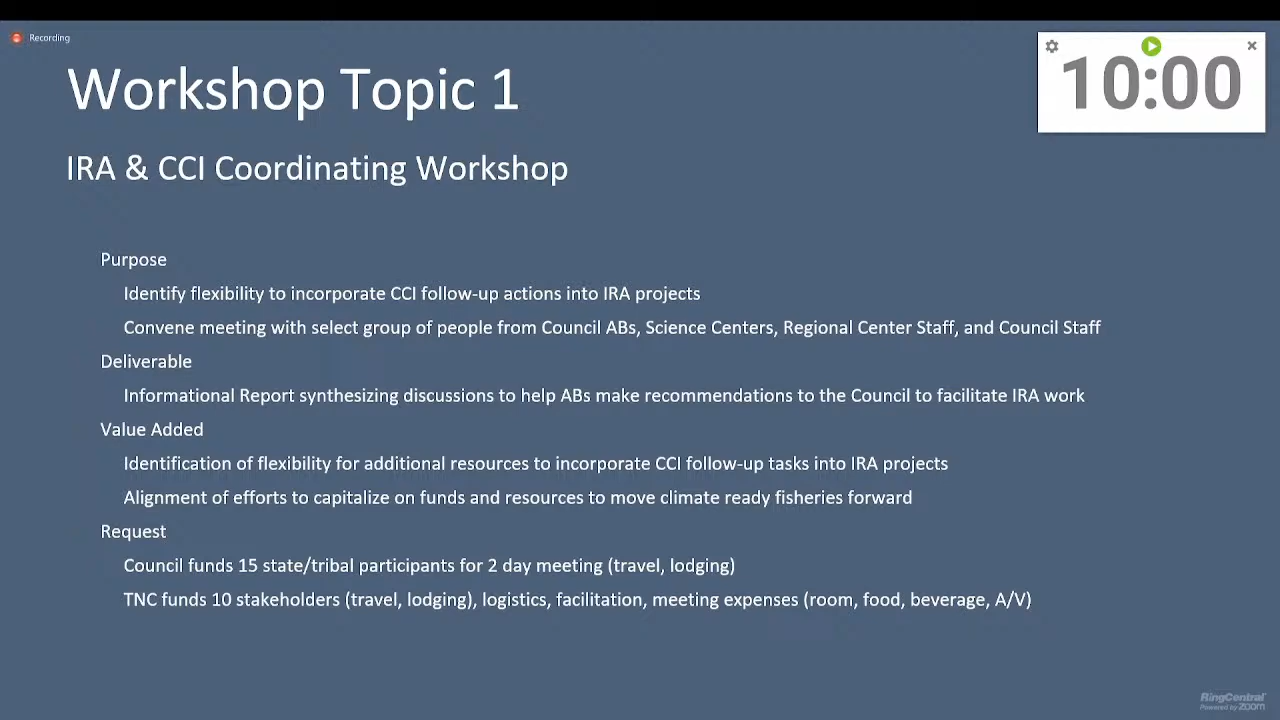 Recording
10:00
Workshop Topic 1
IRA & CCI Coordinating Workshop
Purpose
Identify flexibility to incorporate CCI follow-up actions into IRA projects
Convene meeting with select group of people from Council ABs, Science Centers, Regional Center Staff, and Council Staff
Deliverable
Informational Report synthesizing discussions to help ABs make recommendations to the Council to facilitate IRA work
Value Added
Identification of flexibility for additional resources to incorporate CCI follow-up tasks into IRA projects
Alignment of efforts to capitalize on funds and resources to move climate ready fisheries forward
Request
Council funds 15 state/tribal participants for 2 day meeting (travel, lodging)
TNC funds 10 stakeholders (travel, lodging), logistics, facilitation, meeting expenses (room, food, beverage, A/V)
RingCentral
Powered by zoom